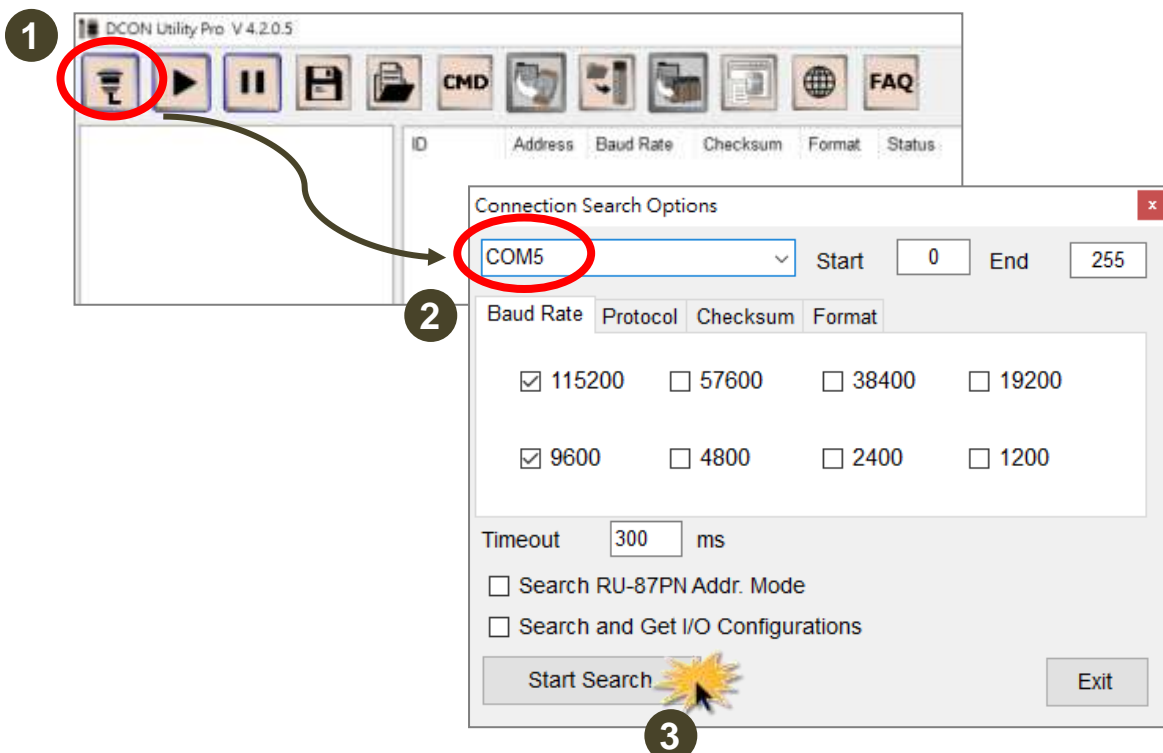 1
DCON Utility Pro V 4.2.0.5
CMD FAQ
ID Address Baud Rate Checksum Format Status
Connection Search Options x
COM5 Start 0 End 255
2
Baud Rate Protocol Checksum Format
115200 57600 38400 19200
9600 4800 2400 1200
Timeout 300 ms
Search RU-87PN Addr. Mode
Search and Get I/O Configurations
Start Search Exit
3